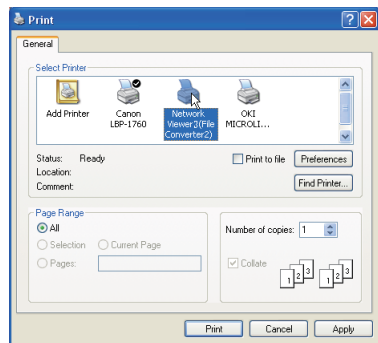 Print
General
Select Printer
Add Printer
Canon
LBP-1760
Network
Viewer3(File
Converter2)
OKI
MICROLI...
Status: Ready
Location:
Comment:
Print to file
Preferences
Find Printer...
Page Range
All
Selection
Current Page
Pages:
Number of copies: 1
Collate
1 2 3
1 2 3
Print
Cancel
Apply